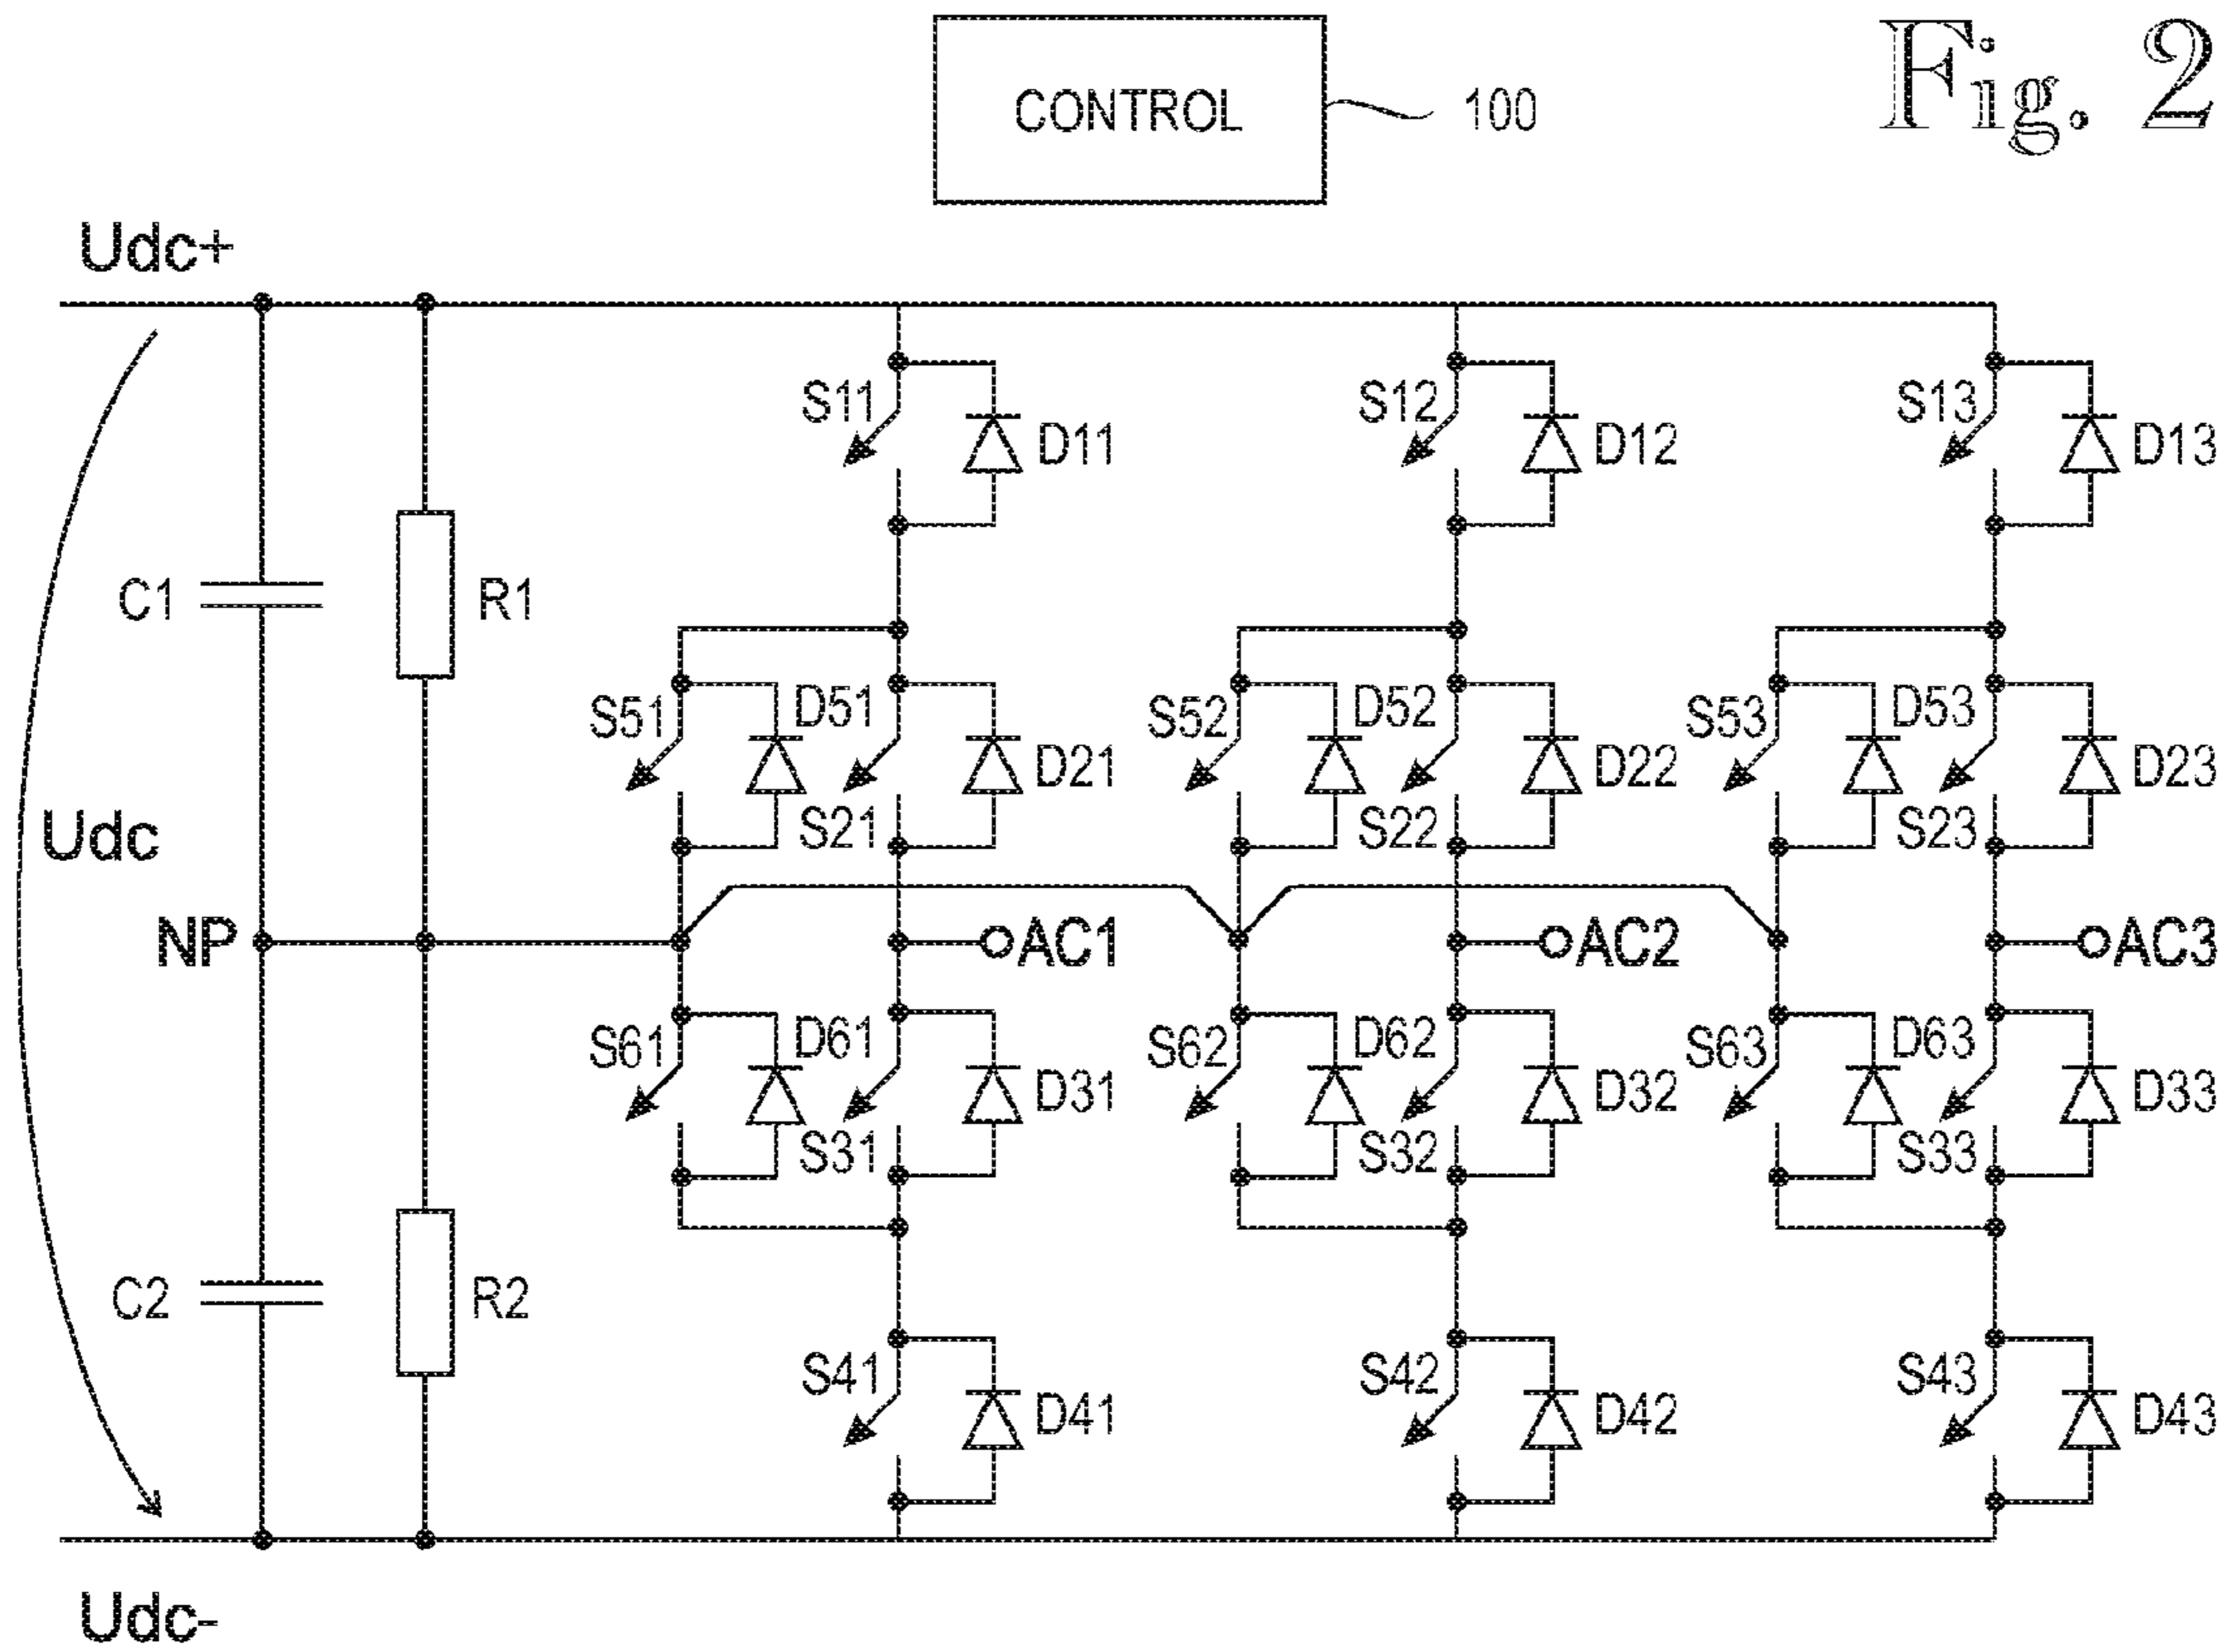 Fig. 2
CONTROL 100
Udc+
S11 D11 S12 D12 S13 D13
C1 R1
S51 D51 D21 S21 S52 D52 D22 S22 S53 D53 D23 S23
Udc
NP AC1 AC2 AC3
S61 D61 D31 S31 S62 D62 D32 S32 S63 D63 D33 S33
C2 R2
S41 D41 S42 D42 S43 D43
Udc-